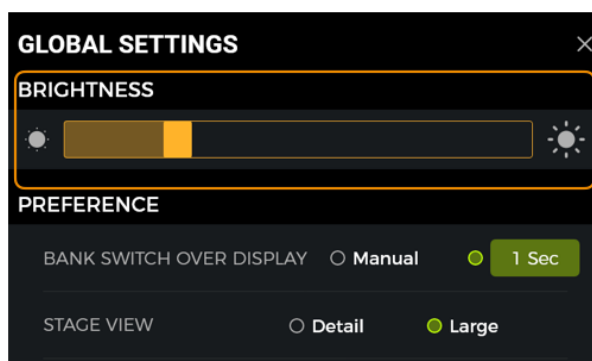 GLOBAL SETTINGS
BRIGHTNESS
PREFERENCE
BANK SWITCH OVER DISPLAY Manual 1 Sec
STAGE VIEW Detail Large